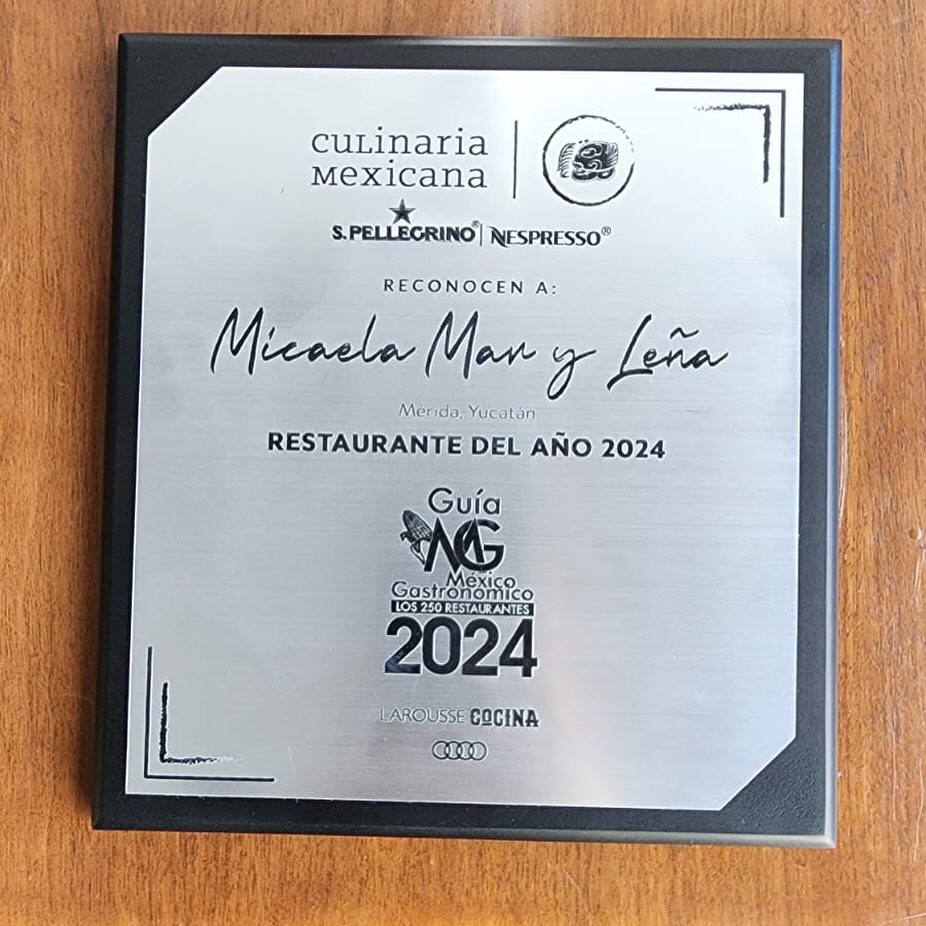 culinaria
mexicana
S.PELLEGRINO® | NESPRESSO®
RECONOCEN A:
Micaela Mar y Leña
Mérida, Yucatán
RESTAURANTE DEL AÑO 2024
Guía
MG
México
Gastronómico
LOS 250 RESTAURANTES
2024
LAROUSSE COCINA